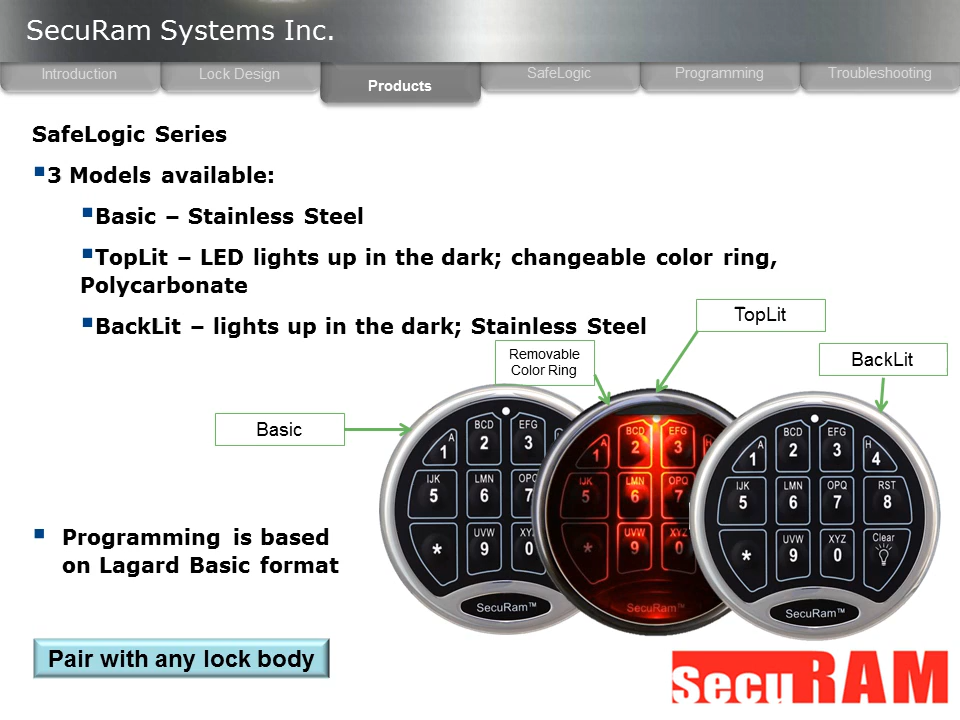 SecuRam Systems Inc.
Introduction
Lock Design
Products
SafeLogic
Programming
Troubleshooting
SafeLogic Series
3 Models available:
Basic – Stainless Steel
TopLit – LED lights up in the dark; changeable color ring,
Polycarbonate
BackLit – lights up in the dark; Stainless Steel
TopLit
Removable
Color Ring
BackLit
Basic
A
1
BCD
2
EFG
3
IJK
5
LMN
6
OPQ
7
*
UVW
9
XYZ
0
SecuRam™
A
1
BCD
2
EFG
3
H
IJK
5
LMN
6
OPQ
7
*
UVW
9
XYZ
0
SecuRam™
A
1
BCD
2
EFG
3
H
4
IJK
5
LMN
6
OPQ
7
RST
8
*
UVW
9
XYZ
0
Clear
SecuRam™
Programming is based
on Lagard Basic format
Pair with any lock body
SecuRAM